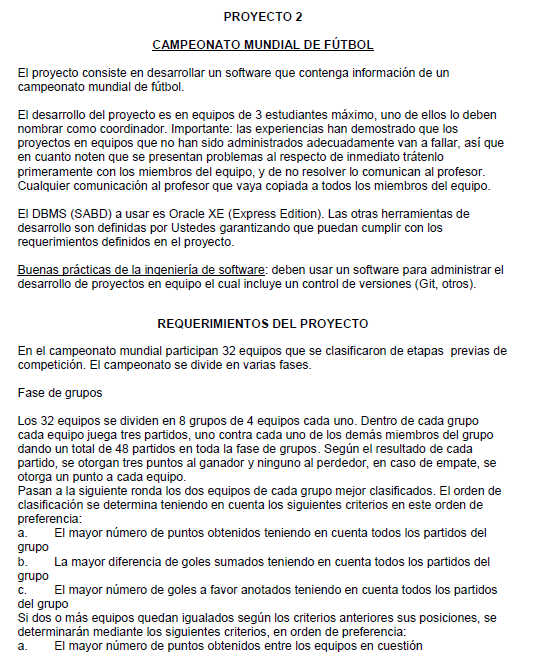 PROYECTO 2
CAMPEONATO MUNDIAL DE FÚTBOL
El proyecto consiste en desarrollar un software que contenga información de un
campeonato mundial de fútbol.
El desarrollo del proyecto es en equipos de 3 estudiantes máximo, uno de ellos lo deben
nombrar como coordinador. Importante: las experiencias han demostrado que los
proyectos en equipos que no han sido administrados adecuadamente van a fallar, así que
en cuanto noten que se presentan problemas al respecto de inmediato trátenlo
primeramente con los miembros del equipo, y de no resolver lo comunican al profesor.
Cualquier comunicación al profesor que vaya copiada a todos los miembros del equipo.
El DBMS (SABD) a usar es Oracle XE (Express Edition). Las otras herramientas de
desarrollo son definidas por Ustedes garantizando que puedan cumplir con los
requerimientos definidos en el proyecto.
Buenas prácticas de la ingeniería de software: deben usar un software para administrar el
desarrollo de proyectos en equipo el cual incluye un control de versiones (Git, otros).
REQUERIMIENTOS DEL PROYECTO
En el campeonato mundial participan 32 equipos que se clasificaron de etapas previas de
competición. El campeonato se divide en varias fases.
Fase de grupos
Los 32 equipos se dividen en 8 grupos de 4 equipos cada uno. Dentro de cada grupo
cada equipo juega tres partidos, uno contra cada uno de los demás miembros del grupo
dando un total de 48 partidos en toda la fase de grupos. Según el resultado de cada
partido, se otorgan tres puntos al ganador y ninguno al perdedor, en caso de empate, se
otorga un punto a cada equipo.
Pasan a la siguiente ronda los dos equipos de cada grupo mejor clasificados. El orden de
clasificación se determina teniendo en cuenta los siguientes criterios en este orden de
preferencia:
a. El mayor número de puntos obtenidos teniendo en cuenta todos los partidos del
grupo
b. La mayor diferencia de goles sumados teniendo en cuenta todos los partidos del
grupo
c. El mayor número de goles a favor anotados teniendo en cuenta todos los partidos
del grupo
Si dos o más equipos quedan igualados según los criterios anteriores sus posiciones, se
determinarán mediante los siguientes criterios, en orden de preferencia:
a. El mayor número de puntos obtenidos entre los equipos en cuestión